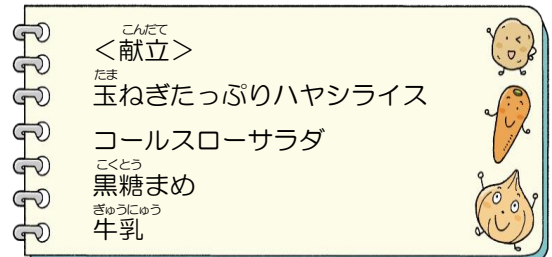 こんだて
＜献立＞
たま
玉ねぎたっぷりハヤシライス
コールスローサラダ
こくとう
黒糖まめ
ぎゅうにゅう
牛乳